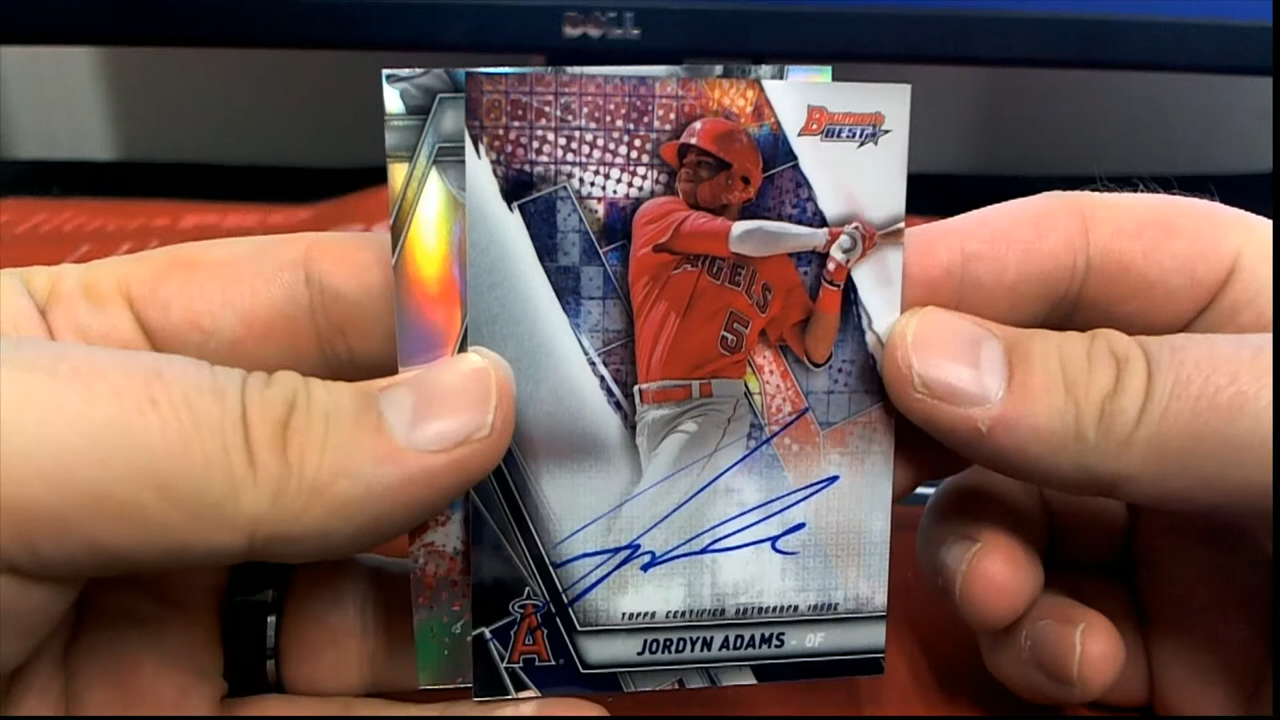 DELL
Bowman's
BEST
ANGELS
5
TOPPS CERTIFIED AUTOGRAPH ISSUE
A
JORDYN ADAMS - OF